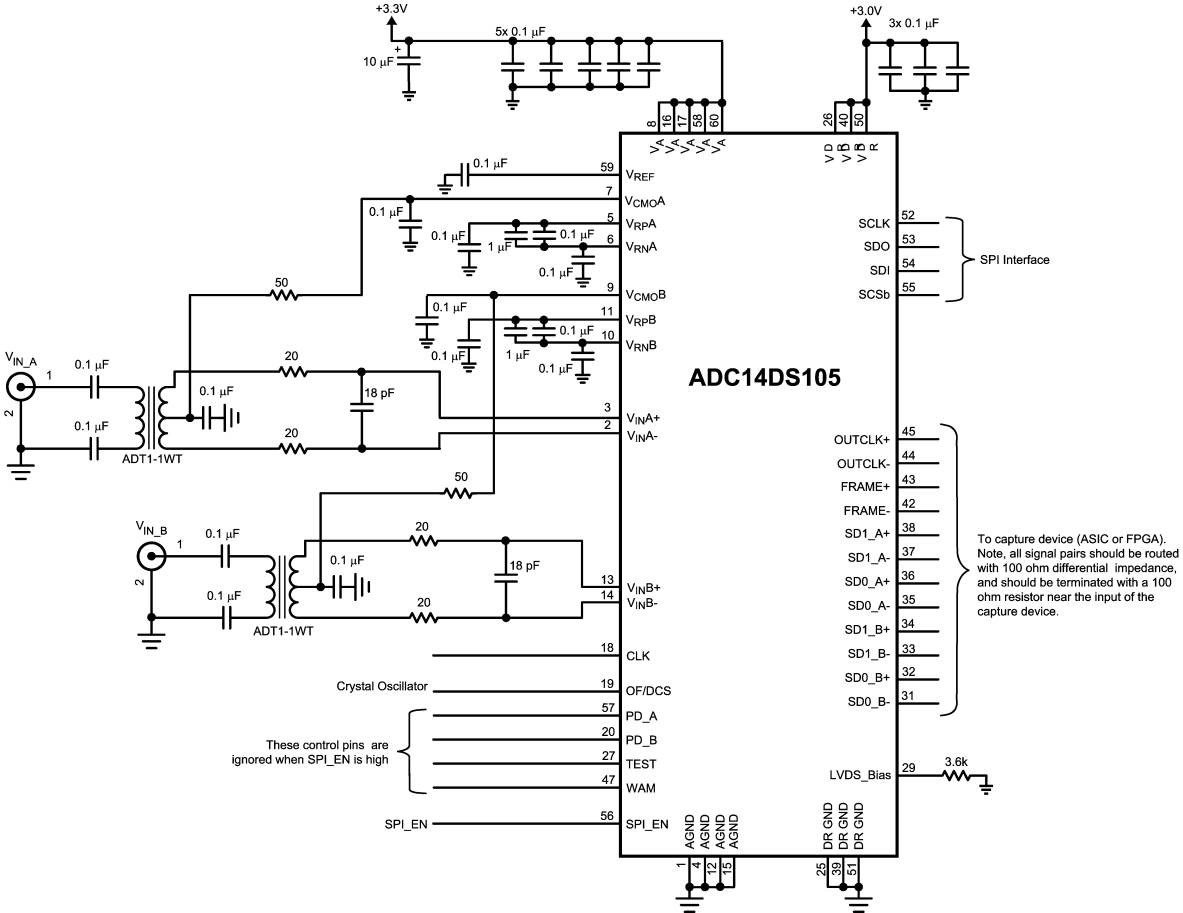 +3.3V
+
10 µF
5x 0.1 µF
+3.0V
3x 0.1 µF
8
16
17
58
60
VA
VA
VA
VA
VA
26
40
50
VDR
VDR
VDR
0.1 µF
59
VREF
7
VCMOA
0.1 µF
5
VRPA
0.1 µF
1 µF
0.1 µF
6
VRNA
0.1 µF
50
9
VCMOB
0.1 µF
11
VRPB
0.1 µF
1 µF
0.1 µF
10
VRNB
0.1 µF
VIN_A
1
2
0.1 µF
0.1 µF
ADT1-1WT
0.1 µF
20
20
18 pF
3
VINA+
2
VINA-
50
VIN_B
1
2
0.1 µF
0.1 µF
ADT1-1WT
0.1 µF
20
20
18 pF
13
VINB+
14
VINB-
18
CLK
Crystal Oscillator
19
OF/DCS
57
PD_A
20
PD_B
These control pins are
ignored when SPI_EN is high
27
TEST
47
WAM
SPI_EN
56
SPI_EN
ADC14DS105
SCLK
52
SDO
53
SDI
54
SCSb
55
SPI Interface
OUTCLK+
45
OUTCLK-
44
FRAME+
43
FRAME-
42
SD1_A+
38
SD1_A-
37
SD0_A+
36
SD0_A-
35
SD1_B+
34
SD1_B-
33
SD0_B+
32
SD0_B-
31
To capture device (ASIC or FPGA).
Note, all signal pairs should be routed
with 100 ohm differential impedance,
and should be terminated with a 100
ohm resistor near the input of the
capture device.
LVDS_Bias
29
3.6k
AGND
AGND
AGND
AGND
1
4
12
15
DR GND
DR GND
DR GND
25
39
51